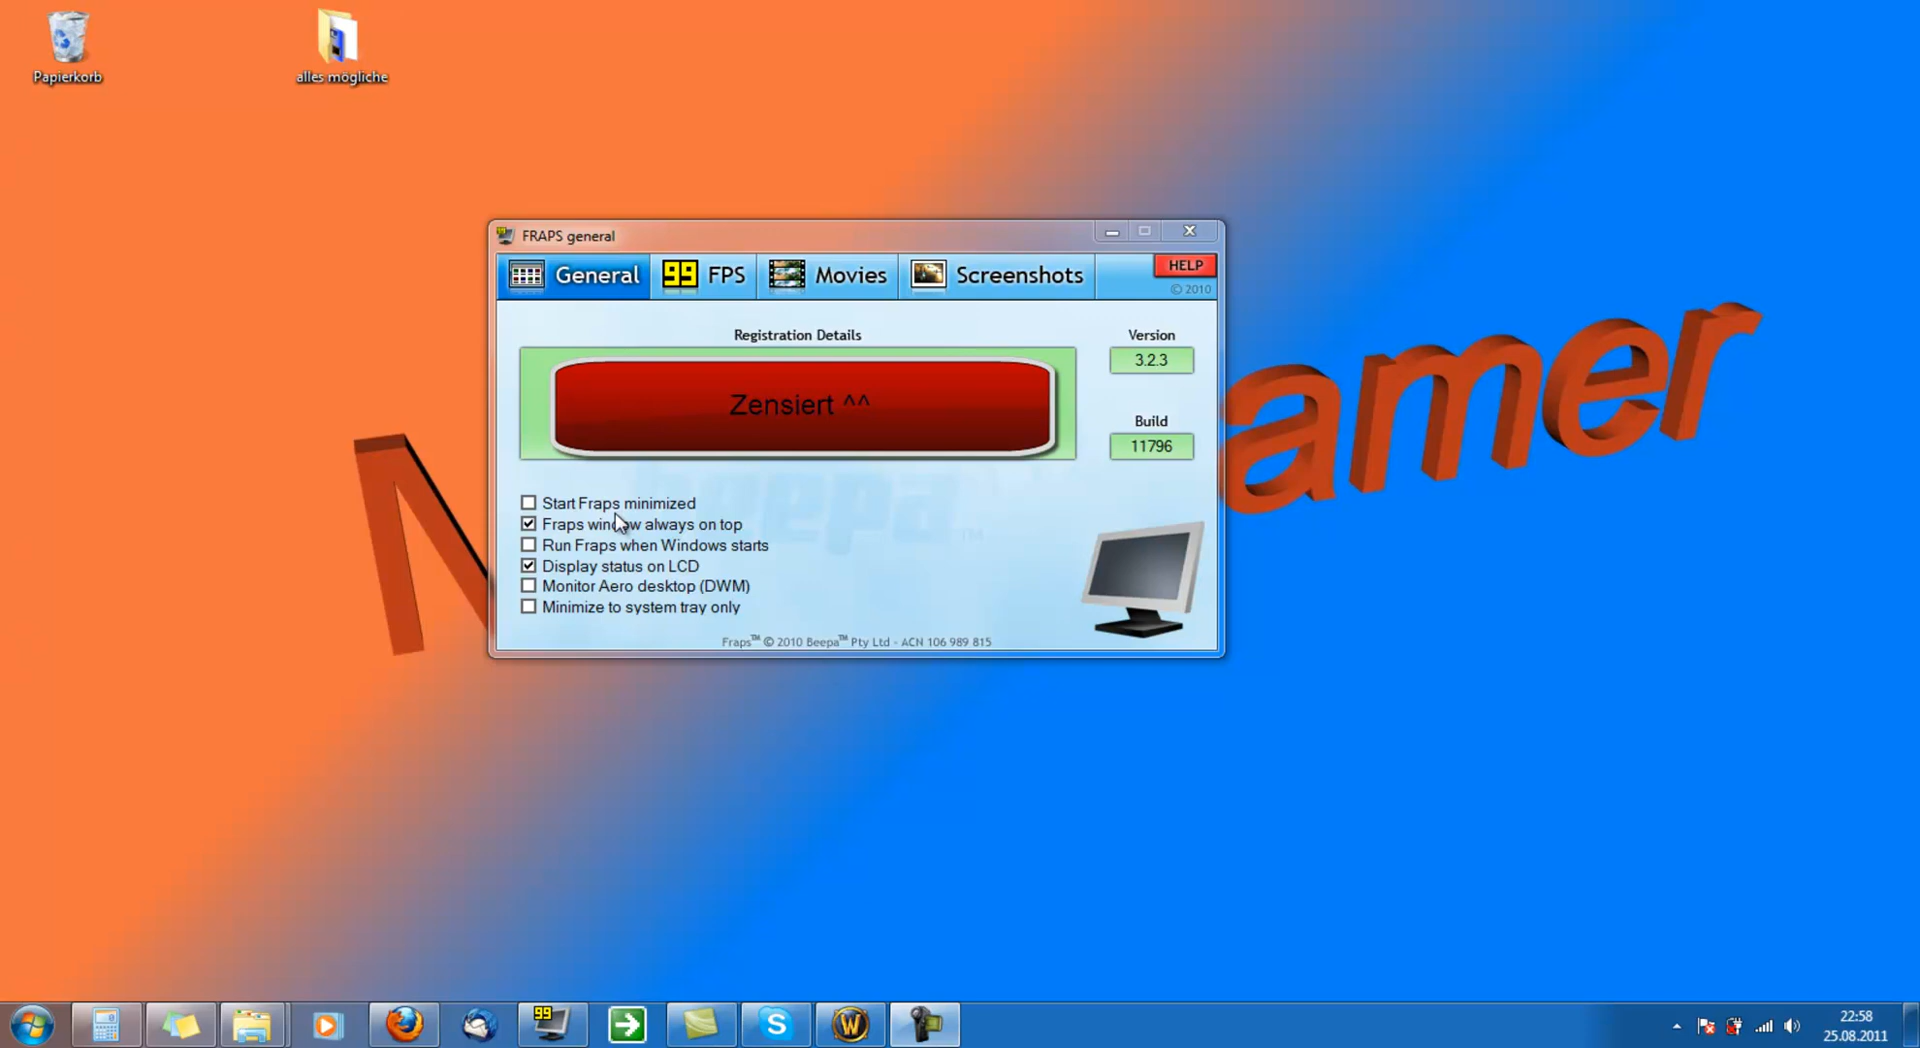 Papierkorb
alles mögliche
FRAPS general
General
99 FPS
Movies
Screenshots
HELP
© 2010
Registration Details
Zensiert ^^
Version
3.2.3
Build
11796
Start Fraps minimized
Fraps window always on top
Run Fraps when Windows starts
Display status on LCD
Monitor Aero desktop (DWM)
Minimize to system tray only
beepa™
Fraps™ © 2010 Beepa™ Pty Ltd - ACN 106 989 815
N
amer
99
22:58
25.08.2011